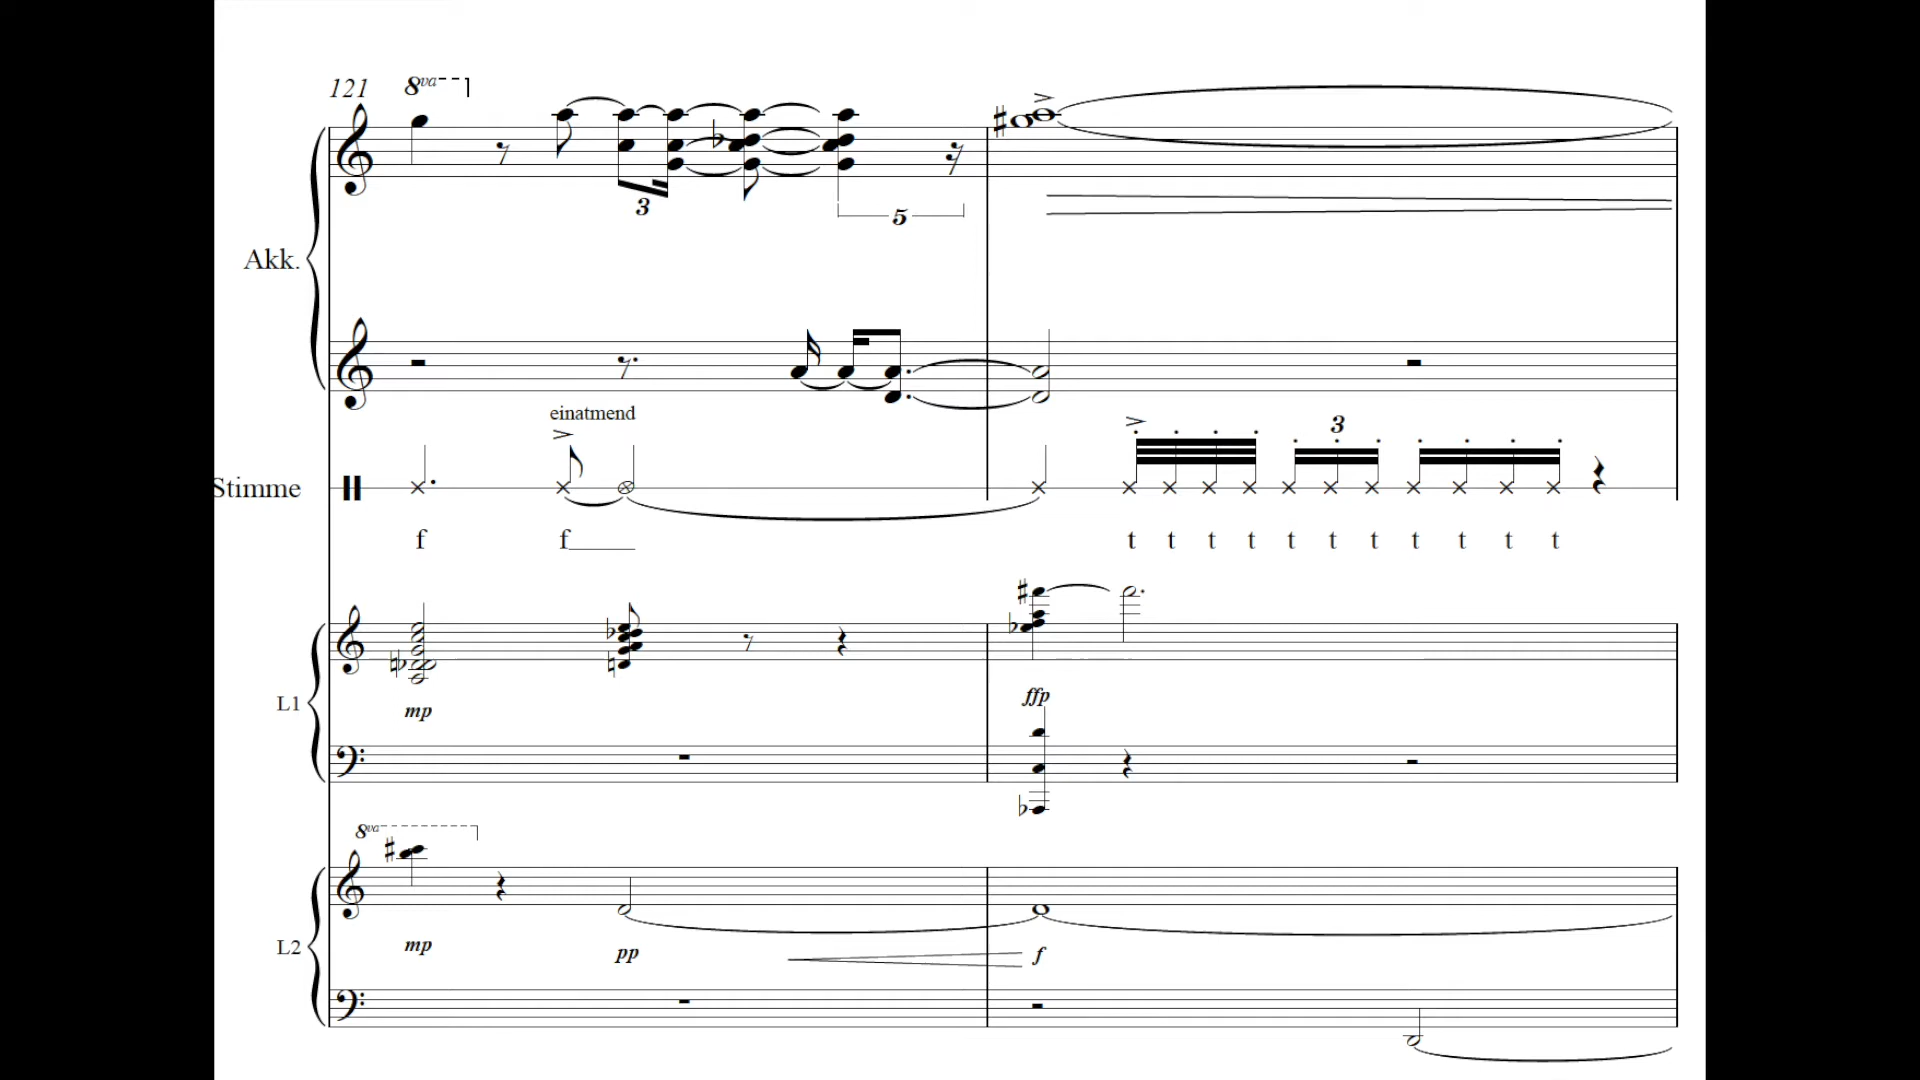 121 8va
3
5
Akk.
einatmend
3
Stimme
f f t t t t t t t t t t t
ffp
L1
mp
8va
mp pp f
L2